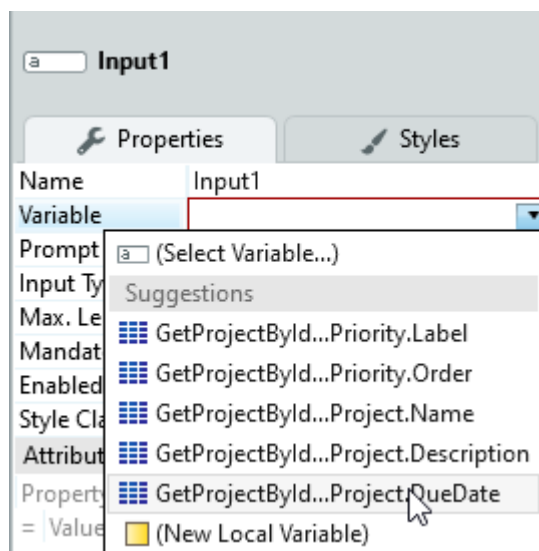 a Input1
Properties Styles
Name Input1
Variable
Prompt a (Select Variable...)
Input Ty Suggestions
Max. Le GetProjectById...Priority.Label
Mandat GetProjectById...Priority.Order
Enabled GetProjectById...Project.Name
Style Cla GetProjectById...Project.Description
Attribut GetProjectById...Project.DueDate
Property
= Value (New Local Variable)